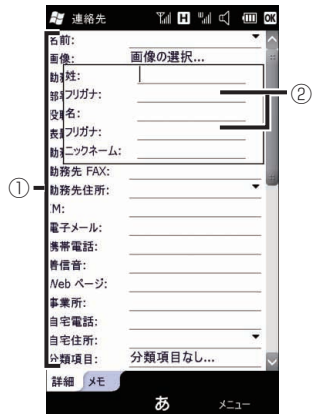 連絡先
H
OK
名前:
画像: 画像の選択...
姓:
フリガナ:
②
名:
フリガナ:
ニックネーム:
勤務先 FAX:
①
勤務先住所:
IM:
電子メール:
携帯電話:
着信音:
Web ページ:
事業所:
自宅電話:
自宅住所:
分類項目: 分類項目なし...
詳細 メモ
あ メニュー